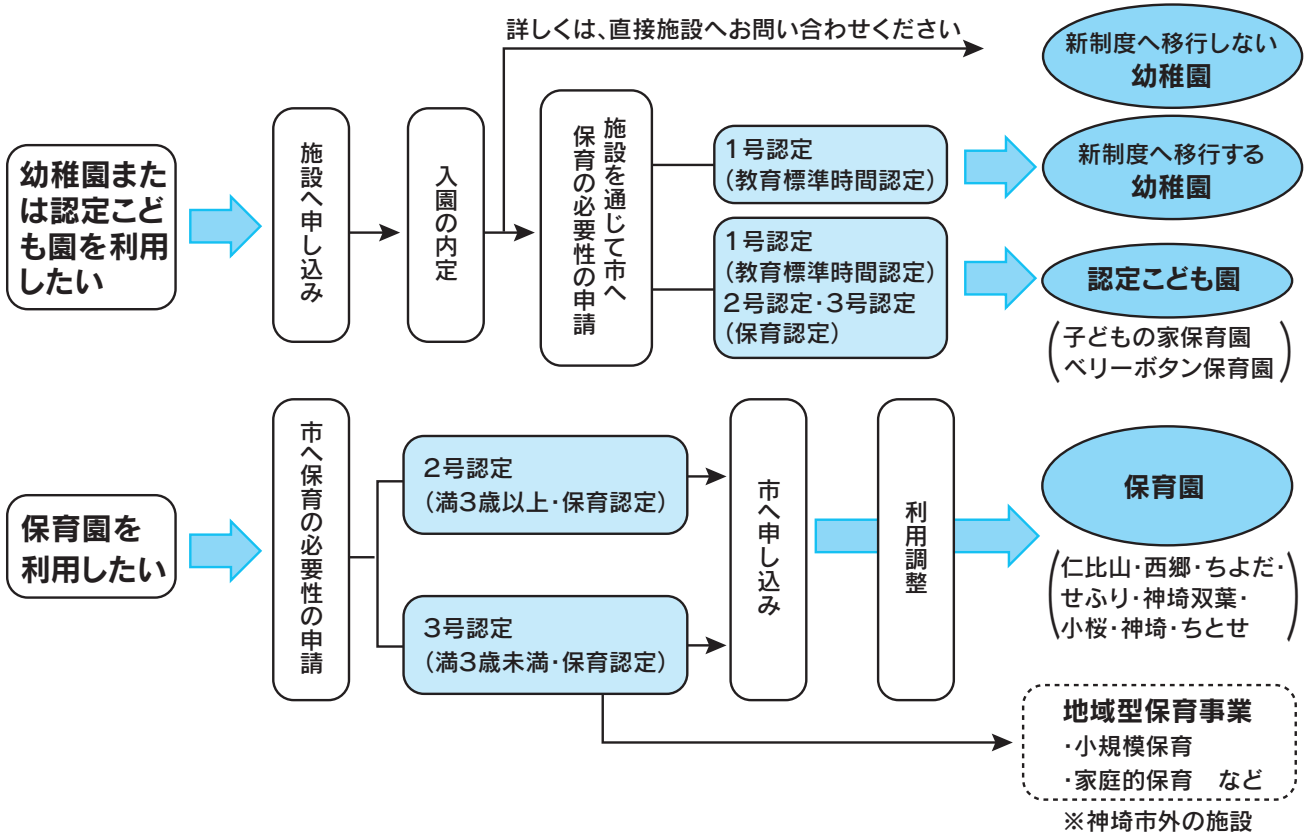 詳しくは、直接施設へお問い合わせください
新制度へ移行しない
幼稚園
幼稚園また
は認定こど
も園を利用
したい
施設へ申し込み
入園の内定
施設を通じて市へ
保育の必要性の申請
1号認定
(教育標準時間認定)
新制度へ移行する
幼稚園
1号認定
(教育標準時間認定)
2号認定・3号認定
(保育認定)
認定こども園
(子どもの家保育園
ベリーボタン保育園)
保育園を
利用したい
市へ保育の必要性の申請
2号認定
(満3歳以上・保育認定)
3号認定
(満3歳未満・保育認定)
市へ申し込み
利用調整
保育園
(仁比山・西郷・ちよだ・
せふり・神埼双葉・
小桜・神埼・ちとせ)
地域型保育事業
・小規模保育
・家庭的保育 など
※神埼市外の施設